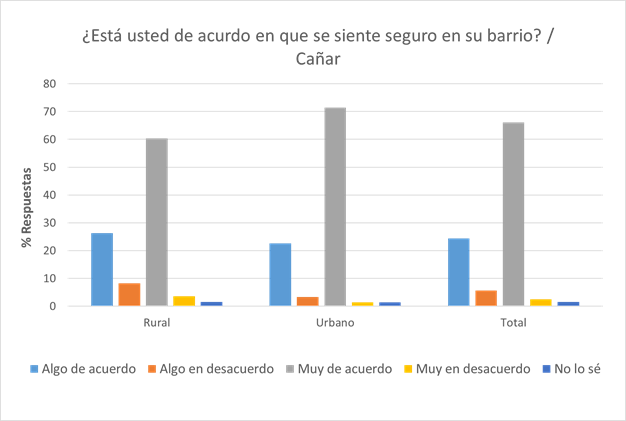 ¿Está usted de acurdo en que se siente seguro en su barrio? /
Cañar
80
70
60
50
40
30
20
10
0
% Respuestas
Rural
Urbano
Total
Algo de acuerdo
Algo en desacuerdo
Muy de acuerdo
Muy en desacuerdo
No lo sé